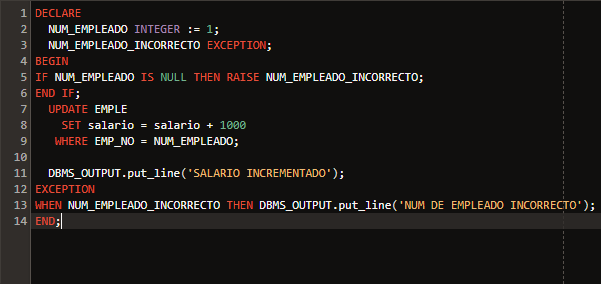 1 DECLARE
2 NUM_EMPLEADO INTEGER := 1;
3 NUM_EMPLEADO_INCORRECTO EXCEPTION;
4 BEGIN
5 IF NUM_EMPLEADO IS NULL THEN RAISE NUM_EMPLEADO_INCORRECTO;
6 END IF;
7 UPDATE EMPLE
8 SET salario = salario + 1000
9 WHERE EMP_NO = NUM_EMPLEADO;
10
11 DBMS_OUTPUT.put_line('SALARIO INCREMENTADO');
12 EXCEPTION
13 WHEN NUM_EMPLEADO_INCORRECTO THEN DBMS_OUTPUT.put_line('NUM DE EMPLEADO INCORRECTO');
14 END;